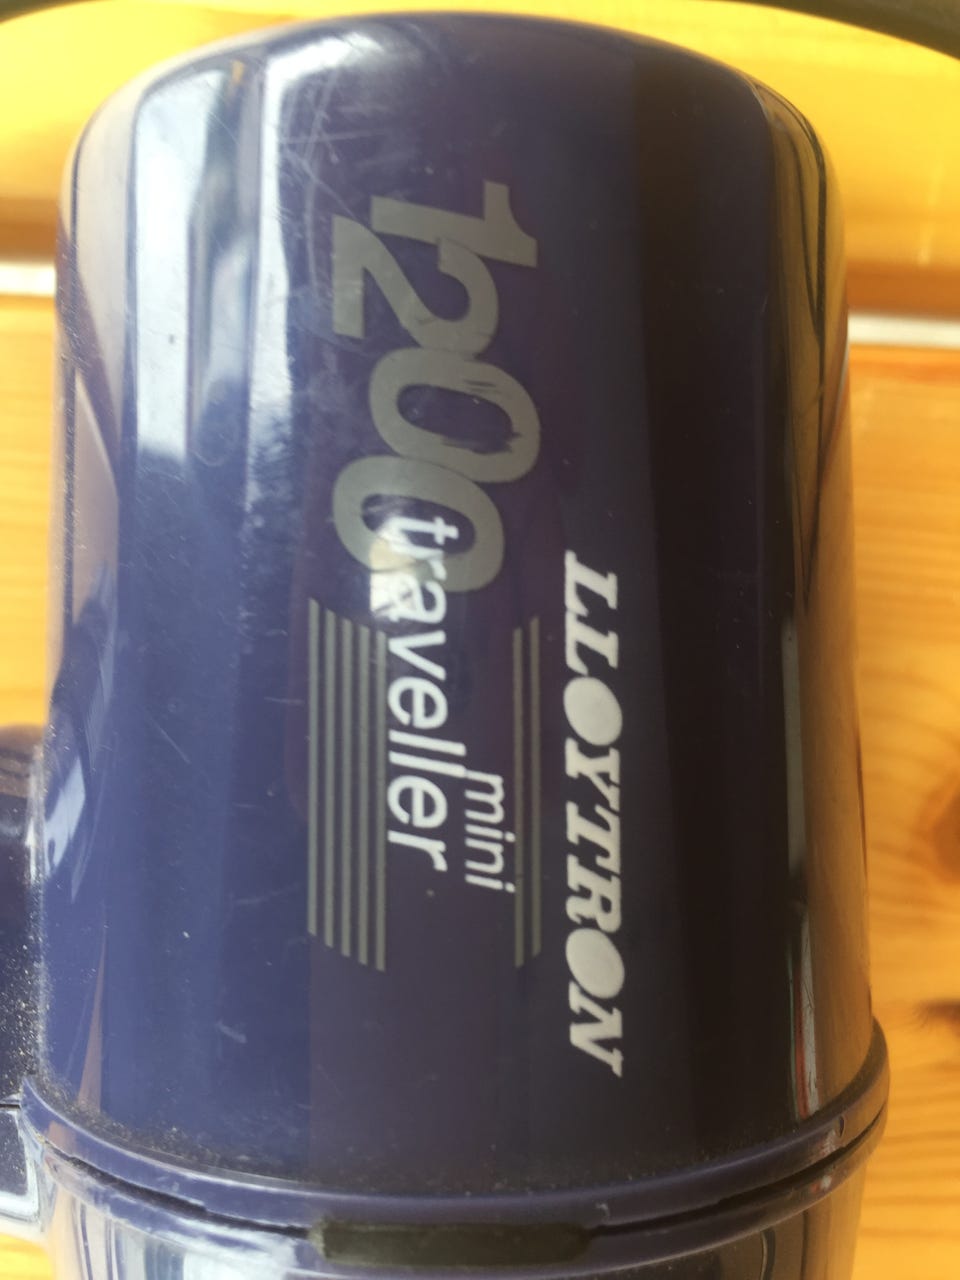 LLOYTRON
mini
traveller
1200